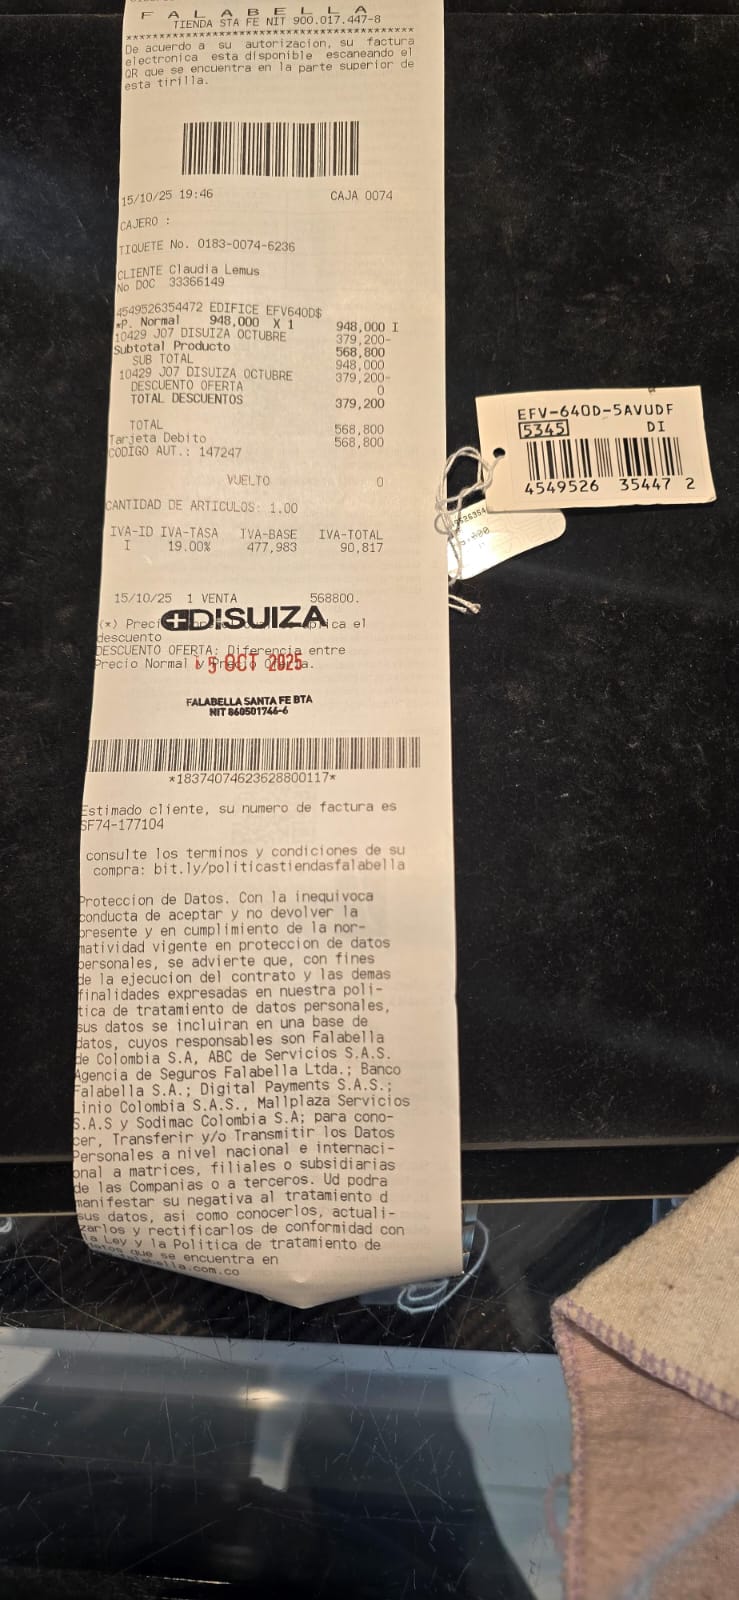 F A L A B E L L A
TIENDA STA FE NIT 900.017.447-8
****************************************
De acuerdo a su autorizacion, su factura
electronica esta disponible escaneando el
QR que se encuentra en la parte superior de
esta tirilla.
15/10/25 19:46 CAJA 0074
CAJERO :
TIQUETE No. 0183-0074-6236
CLIENTE Claudia Lemus
No DOC 33366149
4549526354472 EDIFICE EFV640D$
*P. Normal 948,000 X 1 948,000 I
10429 J07 DISUIZA OCTUBRE 379,200-
Subtotal Producto 568,800
SUB TOTAL 948,000
10429 J07 DISUIZA OCTUBRE 379,200-
DESCUENTO OFERTA 0
TOTAL DESCUENTOS 379,200
TOTAL 568,800
Tarjeta Debito 568,800
CODIGO AUT.: 147247
VUELTO 0
CANTIDAD DE ARTICULOS: 1.00
IVA-ID IVA-TASA IVA-BASE IVA-TOTAL
I 19.00% 477,983 90,817
15/10/25 1 VENTA 568800.
(*) Preci aplica el
DISUIZA
descuento
DESCUENTO OFERTA: Diferencia entre
Precio Normal y Precio Oferta.
15 OCT 2025
FALABELLA SANTA FE BTA
NIT 860501746-6
*18374074623628800117*
Estimado cliente, su numero de factura es
SF74-177104
consulte los terminos y condiciones de su
compra: bit.ly/politicastiendasfalabella
Proteccion de Datos. Con la inequivoca
conducta de aceptar y no devolver la
presente y en cumplimiento de la nor-
matividad vigente en proteccion de datos
personales, se advierte que, con fines
de la ejecucion del contrato y las demas
finalidades expresadas en nuestra poli-
tica de tratamiento de datos personales,
sus datos se incluiran en una base de
datos, cuyos responsables son Falabella
de Colombia S.A, ABC de Servicios S.A.S.
Agencia de Seguros Falabella Ltda.; Banco
Falabella S.A.; Digital Payments S.A.S.;
Linio Colombia S.A.S., Mallplaza Servicios
S.A.S y Sodimac Colombia S.A; para cono-
cer, Transferir y/o Transmitir los Datos
Personales a nivel nacional e internaci-
onal a matrices, filiales o subsidiarias
de las Companias o a terceros. Ud podra
manifestar su negativa al tratamiento d
sus datos, asi como conocerlos, actuali-
zarlos y rectificarlos de conformidad con
la Ley y la Politica de tratamiento de
datos que se encuentra en
EFV-640D-5AVUDF
5345 DI
4549526 35447 2